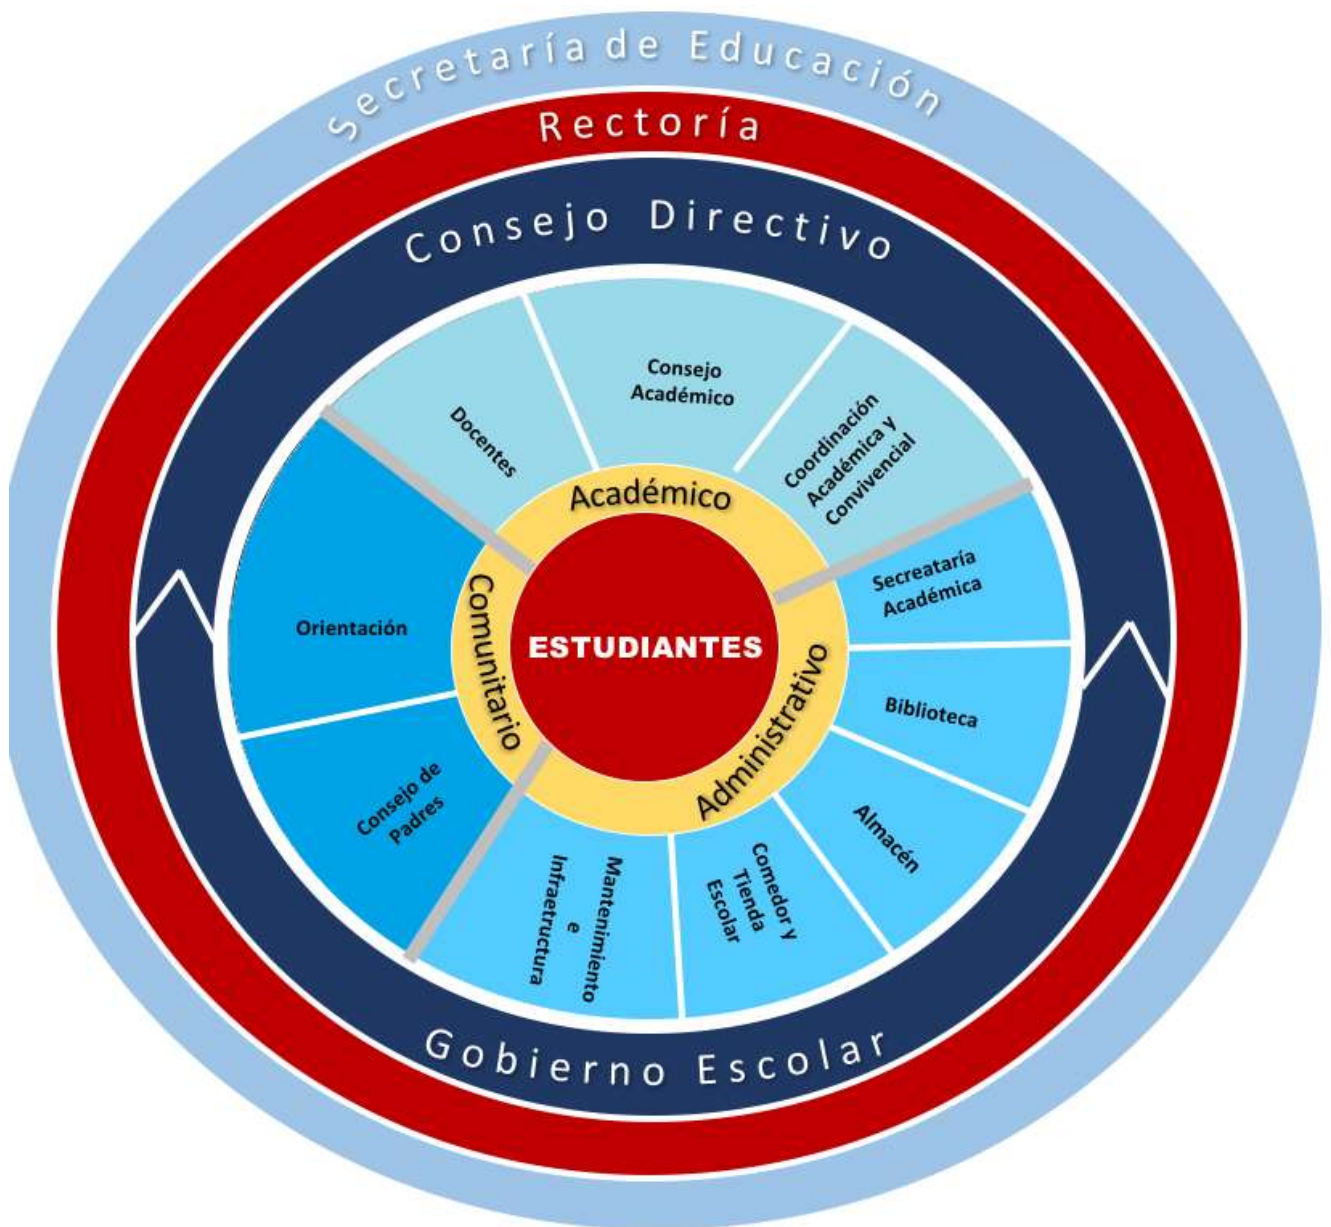 Secretaría de Educación
Rectoría
Consejo Directivo
Consejo
Académico
Docentes
Coordinación
Académica y
Convivencial
Académico
Secreataría
Académica
Comunitario
Orientación
ESTUDIANTES
Administrativo
Biblioteca
Consejo de
Padres
Almacén
Comedor y
Tienda
Escolar
Mantenimiento
e
Infraetructura
Gobierno Escolar